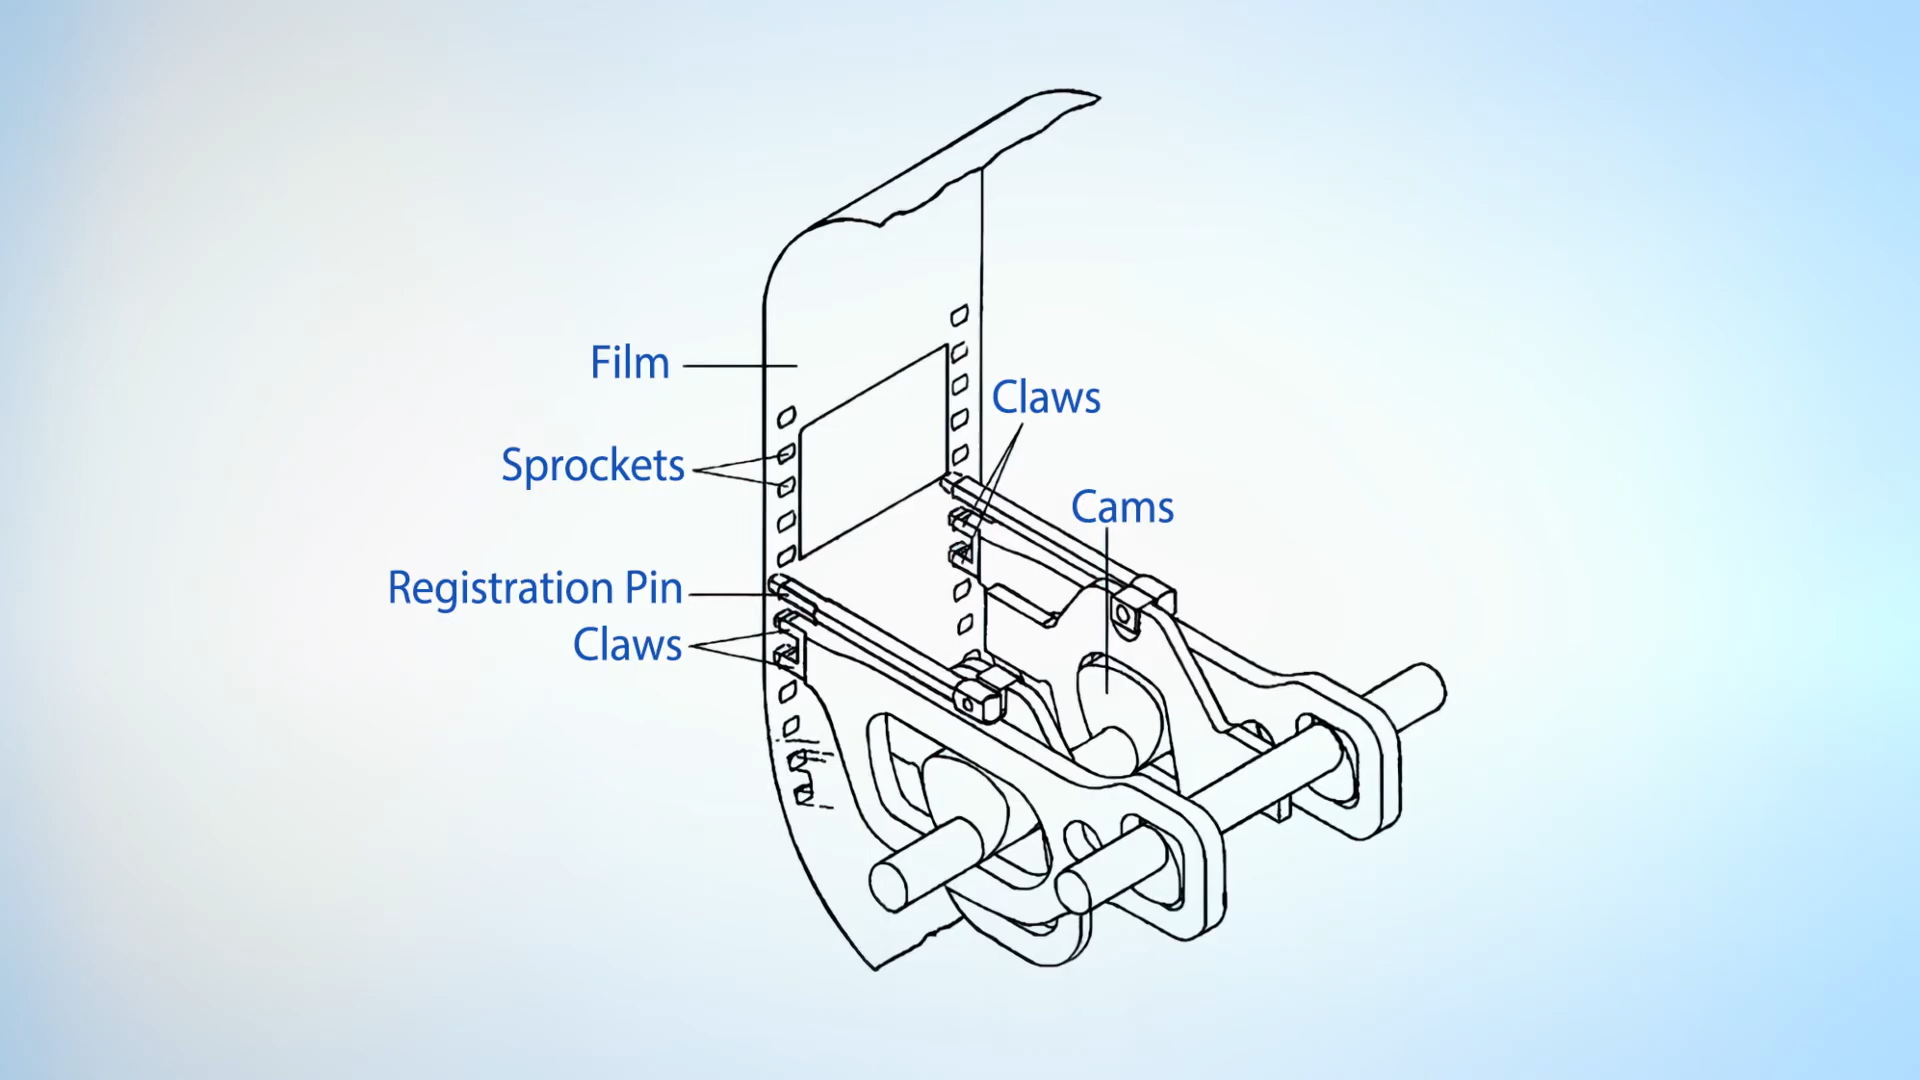 Film
Claws
Sprockets
Cams
Registration Pin
Claws